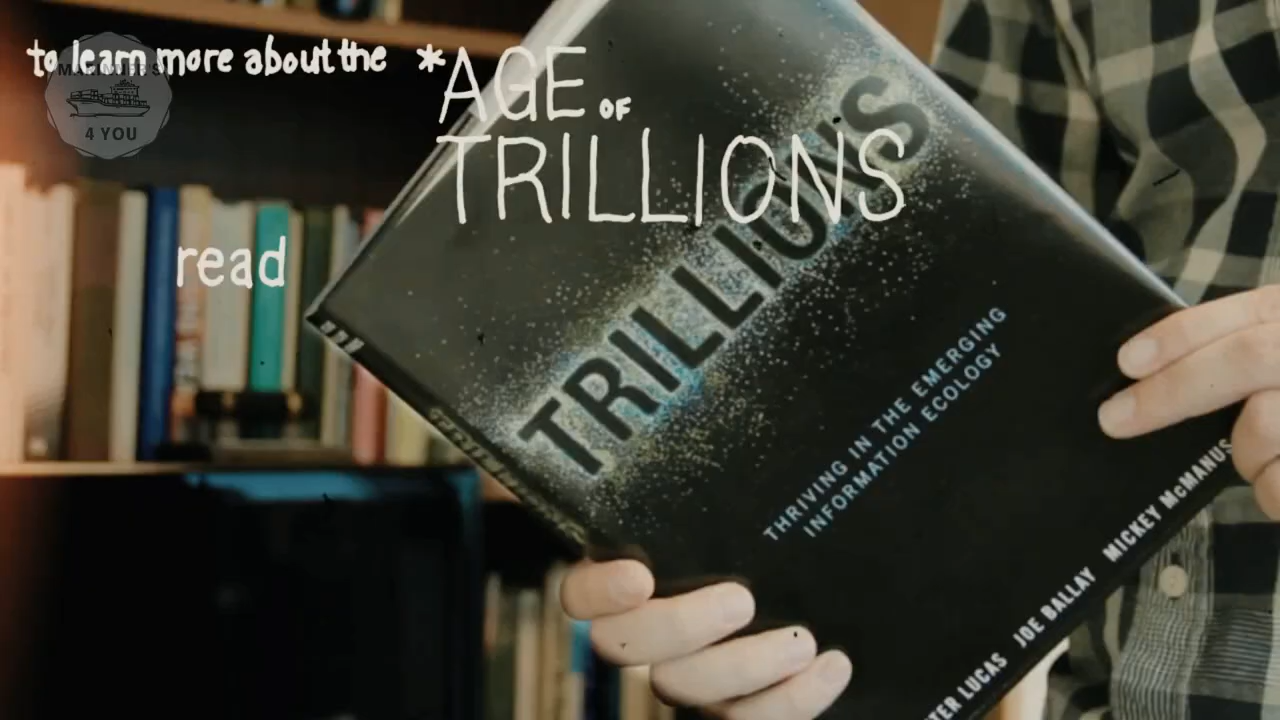 to learn more about the *AGE OF
TRILLIONS
read
4 YOU
TRILLIONS
THRIVING IN THE EMERGING
INFORMATION ECOLOGY
LUCAS JOE BALLAY MICKEY McMANUS